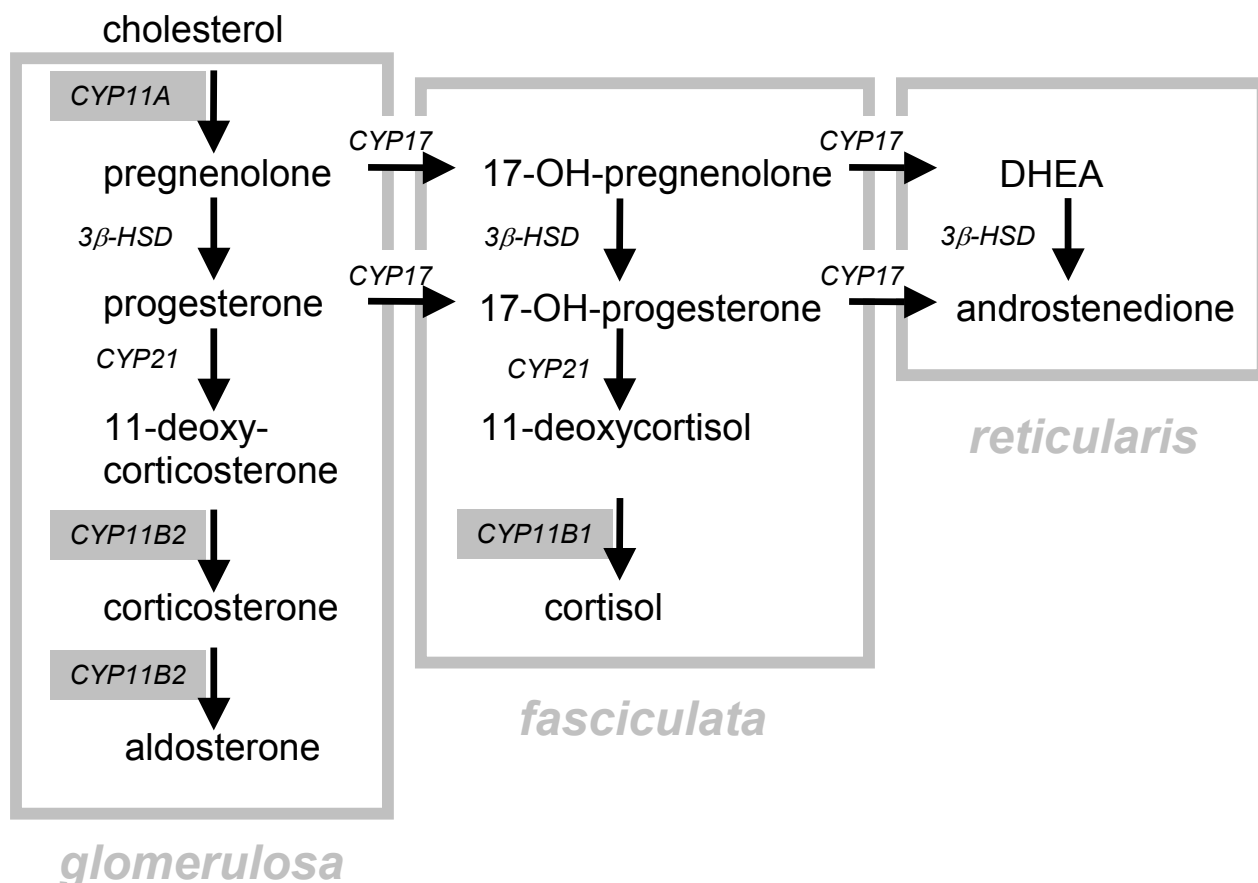 cholesterol
CYP11A
CYP17
CYP17
pregnenolone
17-OH-pregnenolone
DHEA
3β-HSD
3β-HSD
3β-HSD
CYP17
CYP17
progesterone
17-OH-progesterone
androstenedione
CYP21
CYP21
11-deoxy-
corticosterone
11-deoxycortisol
reticularis
CYP11B2
CYP11B1
corticosterone
cortisol
CYP11B2
fasciculata
aldosterone
glomerulosa